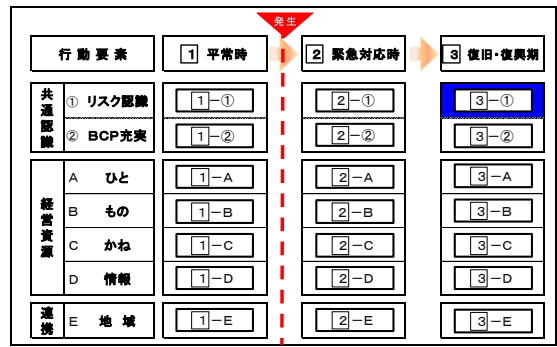 発生
行動要素 1 平常時 2 緊急対応時 3 復旧・復興期
共通認識
① リスク認識 1－① 2－① 3－①
② BCP充実 1－② 2－② 3－②
経営資源
A ひと 1－A 2－A 3－A
B もの 1－B 2－B 3－B
C かね 1－C 2－C 3－C
D 情報 1－D 2－D 3－D
連携
E 地域 1－E 2－E 3－E